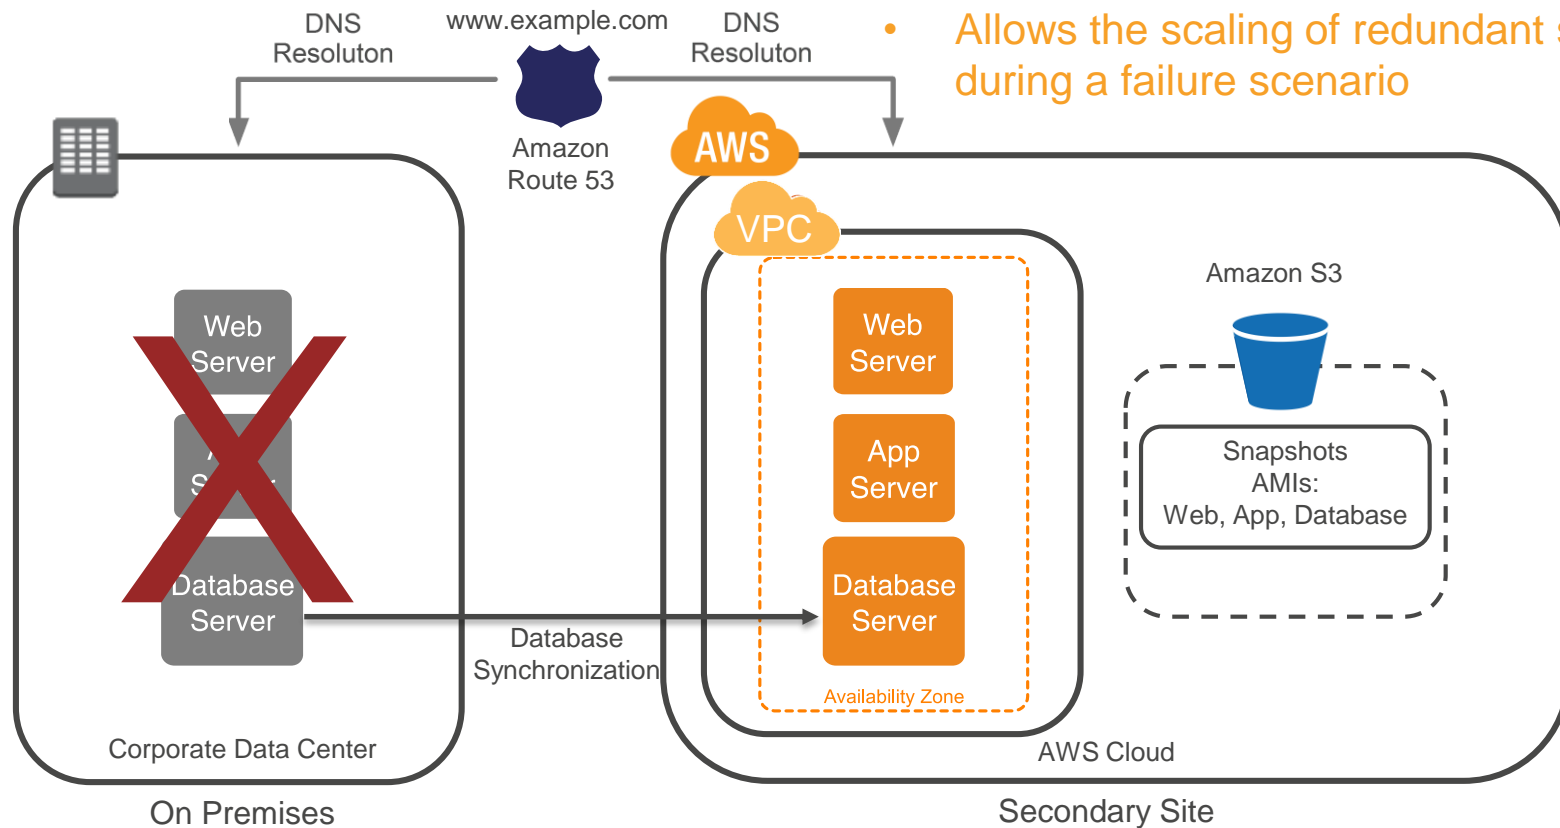 DNS
Resoluton
www.example.com
DNS
Resoluton
• Allows the scaling of redundant
during a failure scenario
Amazon
Route 53
AWS
VPC
Web
Server
Database
Server
Corporate Data Center
On Premises
Database
Synchronization
Web
Server
App
Server
Database
Server
Availability Zone
Amazon S3
Snapshots
AMIs:
Web, App, Database
AWS Cloud
Secondary Site